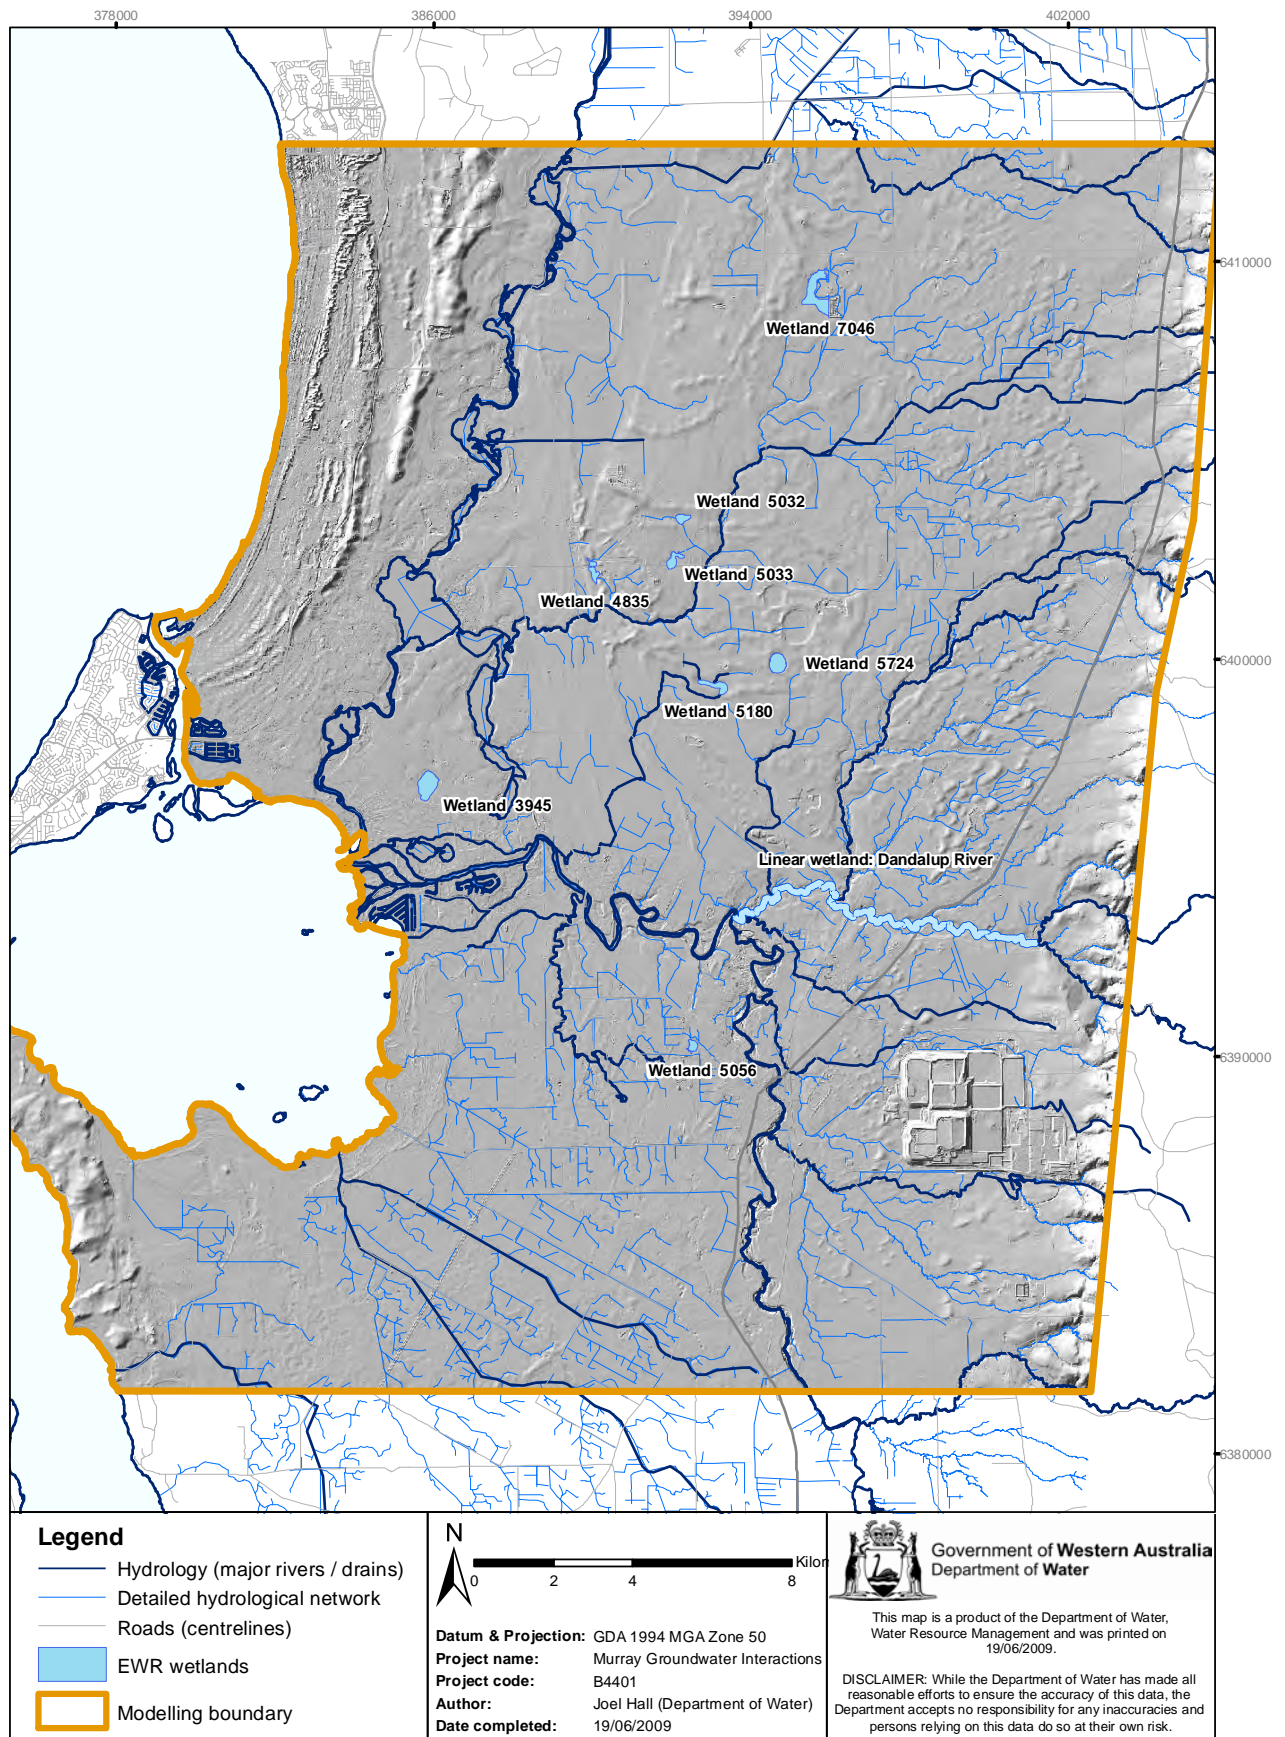 378000
386000
394000
402000
6410000
Wetland 7046
Wetland 5032
Wetland 5033
Wetland 4835
Wetland 5724
6400000
Wetland 5180
Wetland 3945
Linear wetland: Dandalup River
6390000
Wetland 5056
6380000
Legend
Hydrology (major rivers / drains)
Detailed hydrological network
Roads (centrelines)
EWR wetlands
Modelling boundary
N
Kilom
0 2 4 8
Datum & Projection: GDA 1994 MGA Zone 50
Project name: Murray Groundwater Interactions
Project code: B4401
Author: Joel Hall (Department of Water)
Date completed: 19/06/2009
Government of Western Australia
Department of Water
This map is a product of the Department of Water,
Water Resource Management and was printed on
19/06/2009.
DISCLAIMER: While the Department of Water has made all
reasonable efforts to ensure the accuracy of this data, the
Department accepts no responsibility for any inaccuracies and
persons relying on this data do so at their own risk.